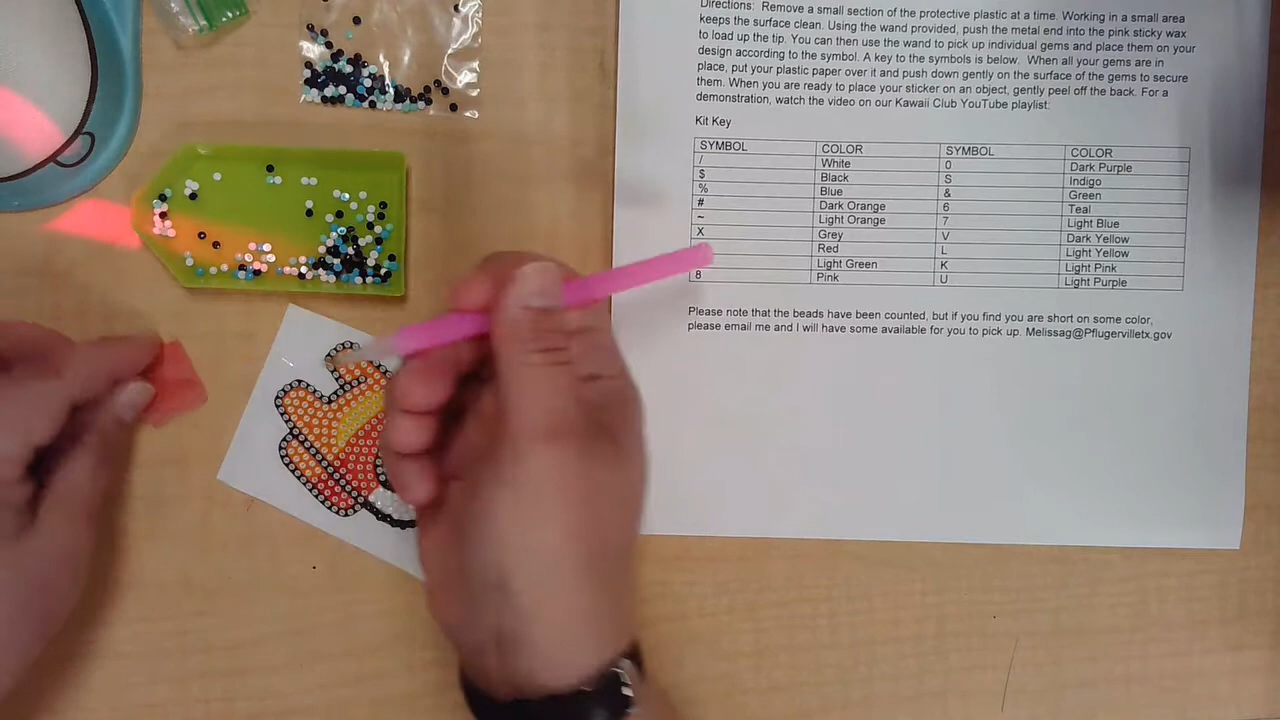 Directions: Remove a small section of the protective plastic at a time. Working in a small area
keeps the surface clean. Using the wand provided, push the metal end into the pink sticky wax
to load up the tip. You can then use the wand to pick up individual gems and place them on your
design according to the symbol. A key to the symbols is below. When all your gems are in
place, put your plastic paper over it and push down gently on the surface of the gems to secure
them. When you are ready to place your sticker on an object, gently peel off the back. For a
demonstration, watch the video on our Kawaii Club YouTube playlist:
Kit Key
SYMBOL COLOR SYMBOL COLOR
/ White 0 Dark Purple
$ Black S Indigo
% Blue & Green
# Dark Orange 6 Teal
~ Light Orange 7 Light Blue
X Grey V Dark Yellow
Red L Light Yellow
Light Green K Light Pink
8 Pink U Light Purple
Please note that the beads have been counted, but if you find you are short on some color,
please email me and I will have some available for you to pick up. Melissag@Pflugervilletx.gov